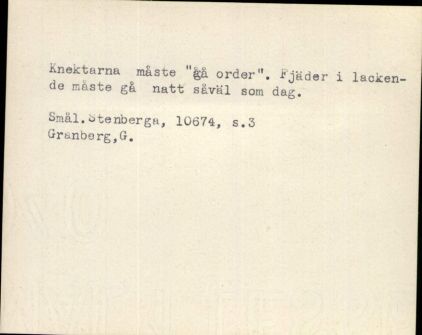 Knektarna måste "gå order". Fjäder i lacken-
de måste gå natt såväl som dag.
Smål. Stenberga, 10674, s.3
Granberg,G.